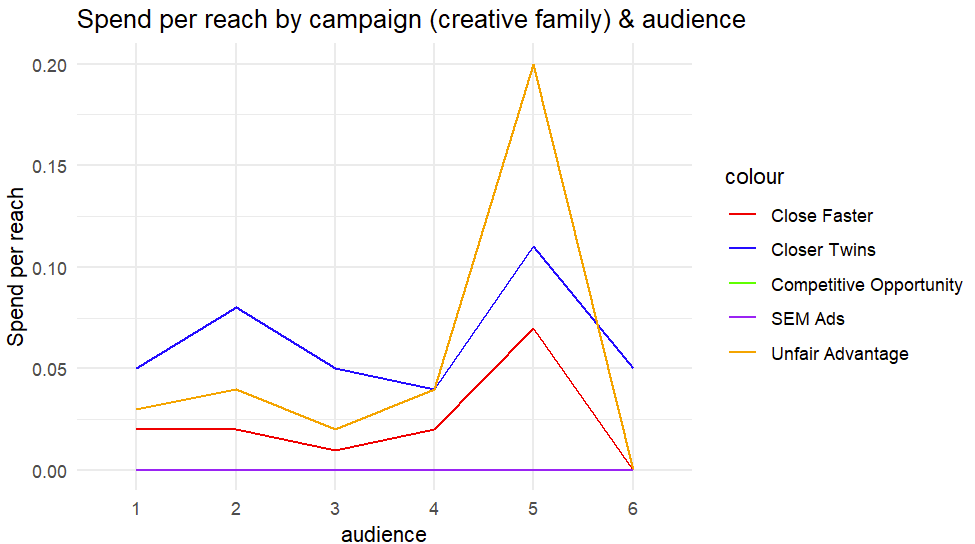 Spend per reach by campaign (creative family) & audience
Spend per reach
0.20
0.15
0.10
0.05
0.00
1 2 3 4 5 6
audience
colour
Close Faster
Closer Twins
Competitive Opportunity
SEM Ads
Unfair Advantage